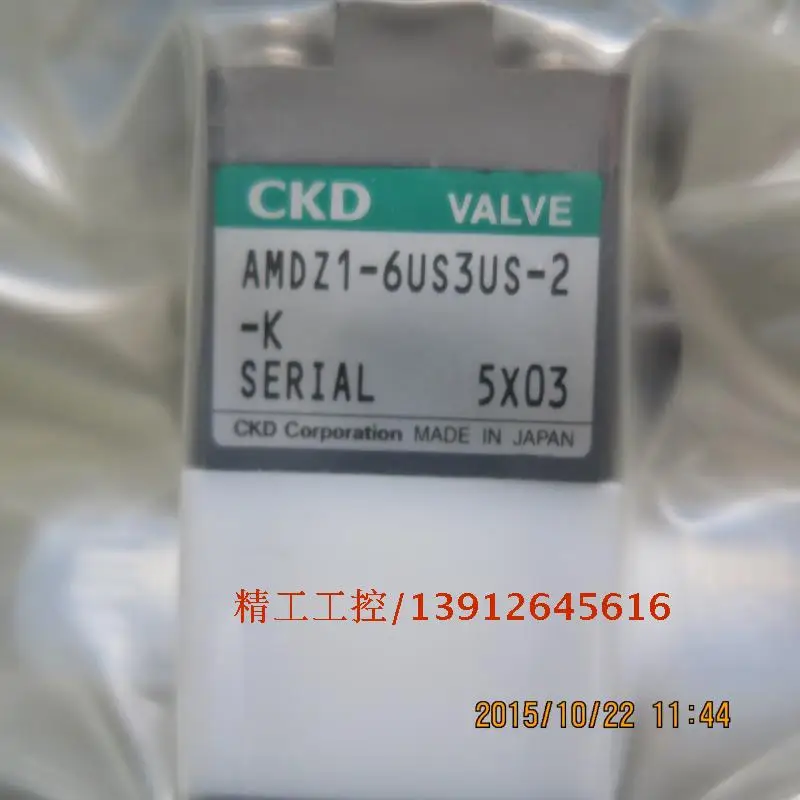 CKD VALVE
AMDZ1-6US3US-2
-K
SERIAL 5X03
CKD Corporation MADE IN JAPAN
精工工控/13912645616
2015/10/22 11:44